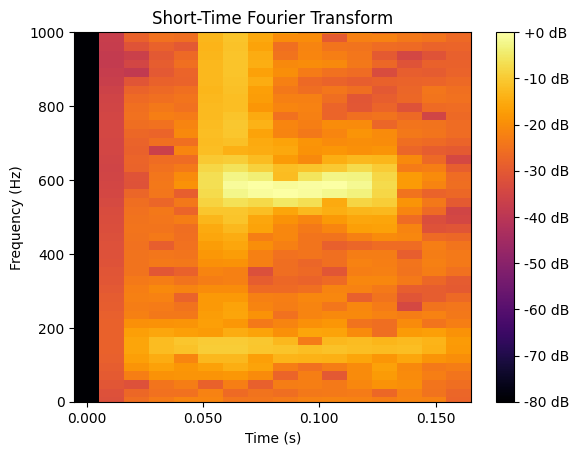 Short-Time Fourier Transform
1000
800
600
400
200
0
Frequency (Hz)
0.000
0.050
0.100
0.150
Time (s)
+0 dB
-10 dB
-20 dB
-30 dB
-40 dB
-50 dB
-60 dB
-70 dB
-80 dB